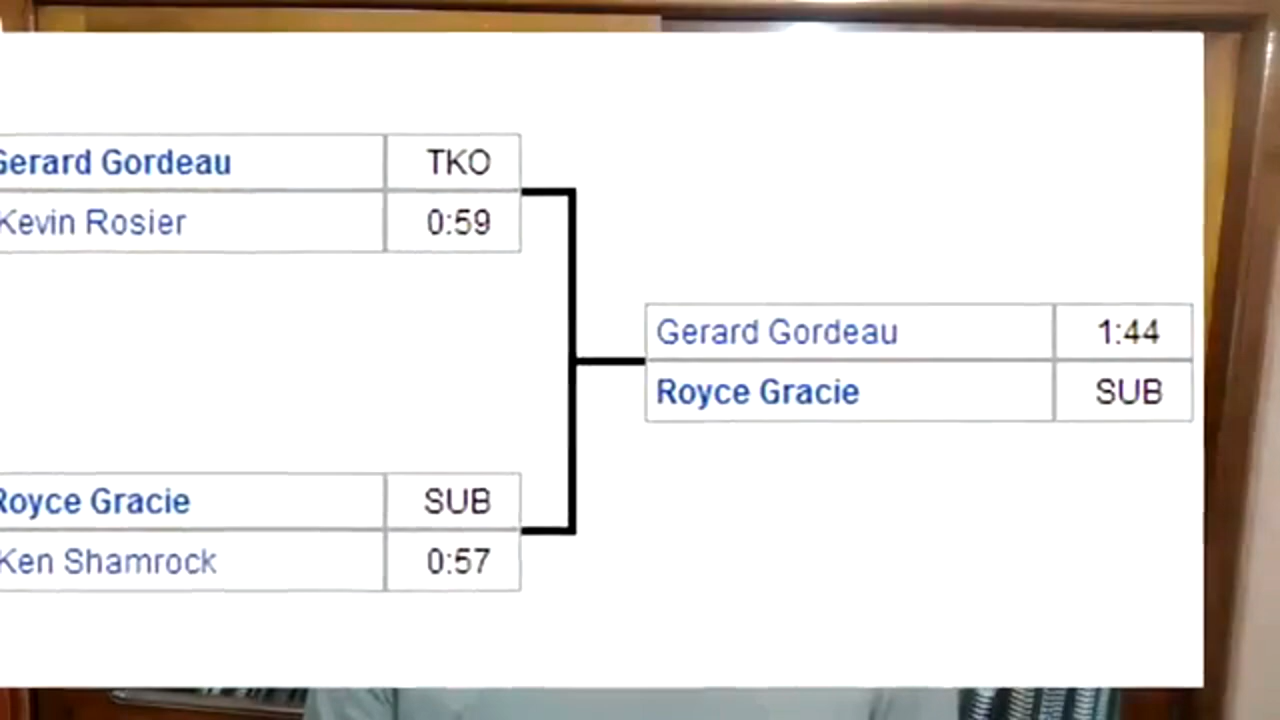 Gerard Gordeau TKO
Kevin Rosier 0:59
Gerard Gordeau 1:44
Royce Gracie SUB
Royce Gracie SUB
Ken Shamrock 0:57